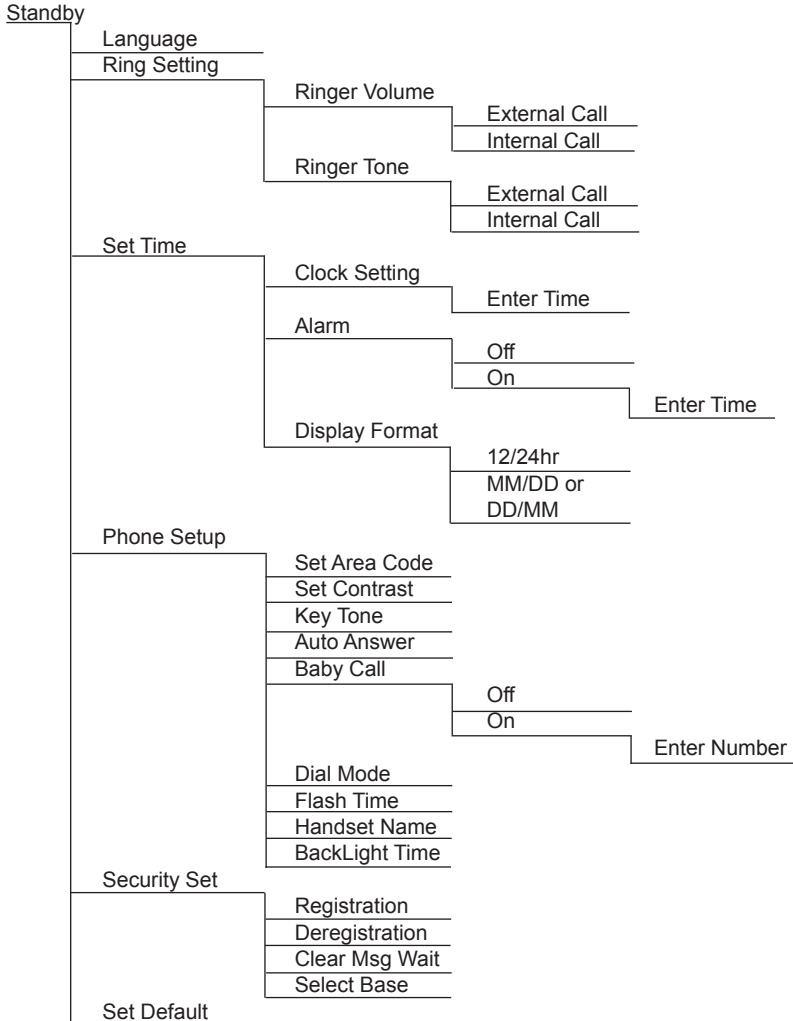 Standby
Language
Ring Setting
Ringer Volume
External Call
Internal Call
Ringer Tone
External Call
Internal Call
Set Time
Clock Setting
Enter Time
Alarm
Off
On
Enter Time
Display Format
12/24hr
MM/DD or
DD/MM
Phone Setup
Set Area Code
Set Contrast
Key Tone
Auto Answer
Baby Call
Off
On
Enter Number
Dial Mode
Flash Time
Handset Name
BackLight Time
Security Set
Registration
Deregistration
Clear Msg Wait
Select Base
Set Default